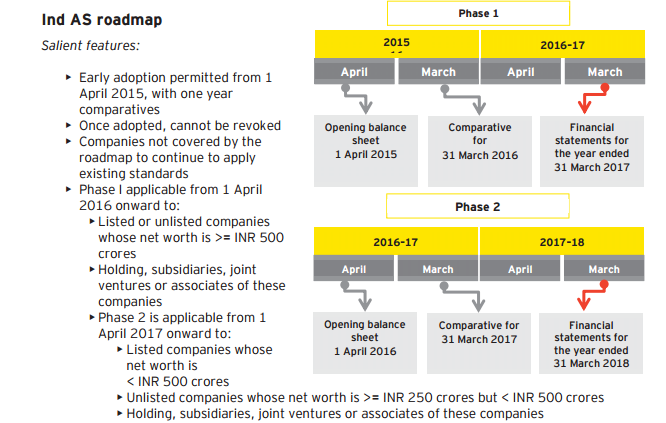 Ind AS roadmap
Salient features:
‣ Early adoption permitted from 1
April 2015, with one year
comparatives
‣ Once adopted, cannot be revoked
‣ Companies not covered by the
roadmap to continue to apply
existing standards
‣ Phase I applicable from 1 April
2016 onward to:
‣ Listed or unlisted companies
whose net worth is >= INR 500
crores
‣ Holding, subsidiaries, joint
ventures or associates of these
companies
‣ Phase 2 is applicable from 1
April 2017 onward to:
‣ Listed companies whose
net worth is
< INR 500 crores
‣ Unlisted companies whose net worth is >= INR 250 crores but < INR 500 crores
‣ Holding, subsidiaries, joint ventures or associates of these companies
Phase 1
2015
2016-17
April
March
April
March
Opening balance
sheet
1 April 2015
Comparative
for
31 March 2016
Financial
statements for
the year ended
31 March 2017
Phase 2
2016-17
2017-18
April
March
April
March
Opening balance
sheet
1 April 2016
Comparative for
31 March 2017
Financial
statements for
the year ended
31 March 2018